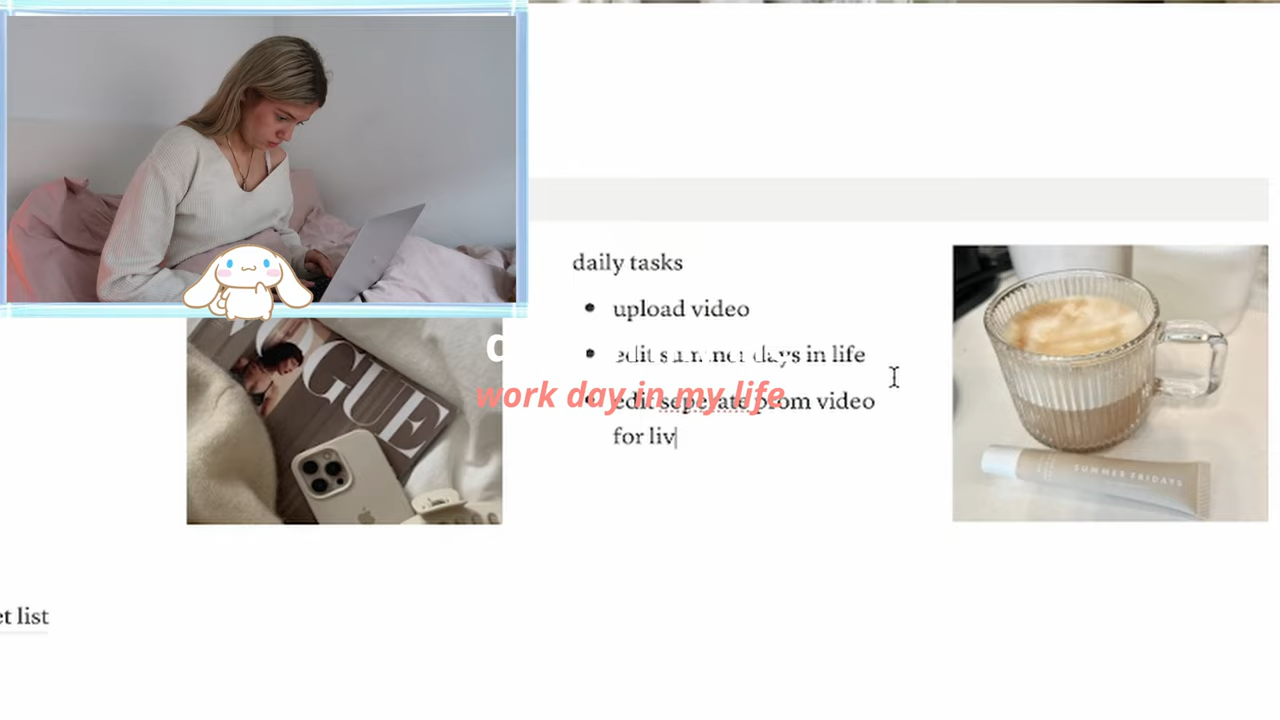 daily tasks
upload video
edit summer days in life
work day in my life
edit seperate prom video
for liv
VOGUE
SUMMER FRIDAYS
et list